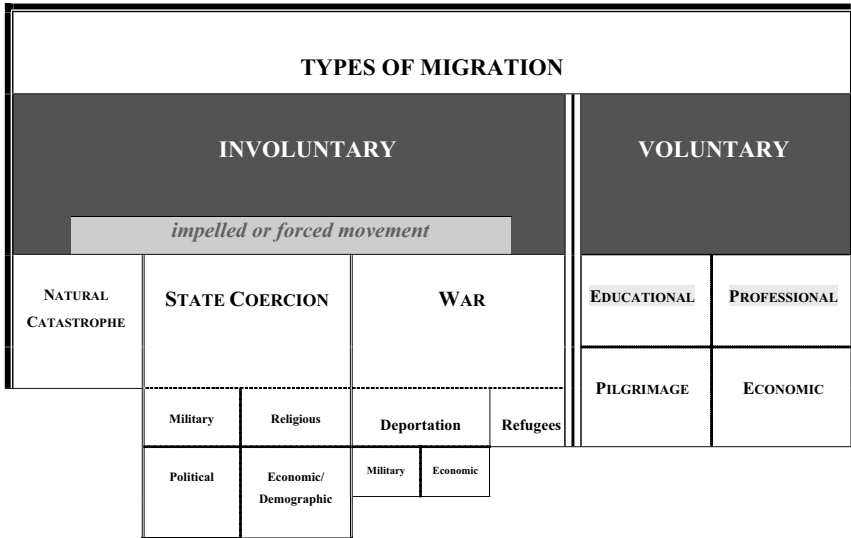 TYPES OF MIGRATION
INVOLUNTARY
VOLUNTARY
impelled or forced movement
NATURAL
CATASTROPHE
STATE COERCION
WAR
EDUCATIONAL
PROFESSIONAL
PILGRIMAGE
ECONOMIC
Military
Religious
Deportation
Refugees
Political
Economic/
Demographic
Military
Economic